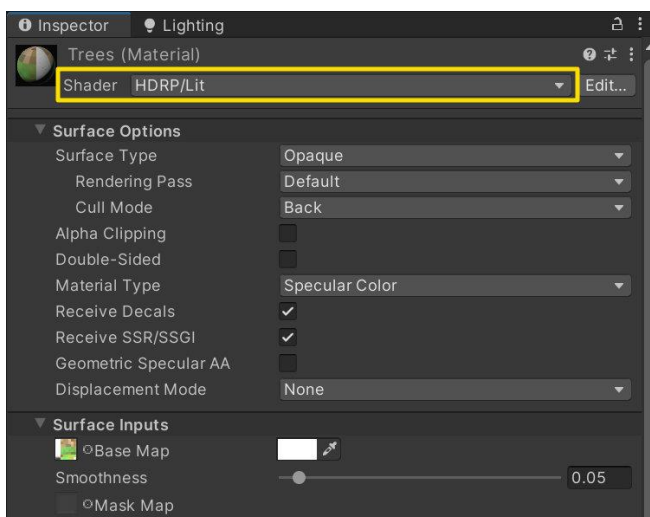 Inspector Lighting
Trees (Material)
Shader HDRP/Lit Edit...
Surface Options
Surface Type Opaque
Rendering Pass Default
Cull Mode Back
Alpha Clipping
Double-Sided
Material Type Specular Color
Receive Decals
Receive SSR/SSGI
Geometric Specular AA
Displacement Mode None
Surface Inputs
Base Map
Smoothness 0.05
Mask Map